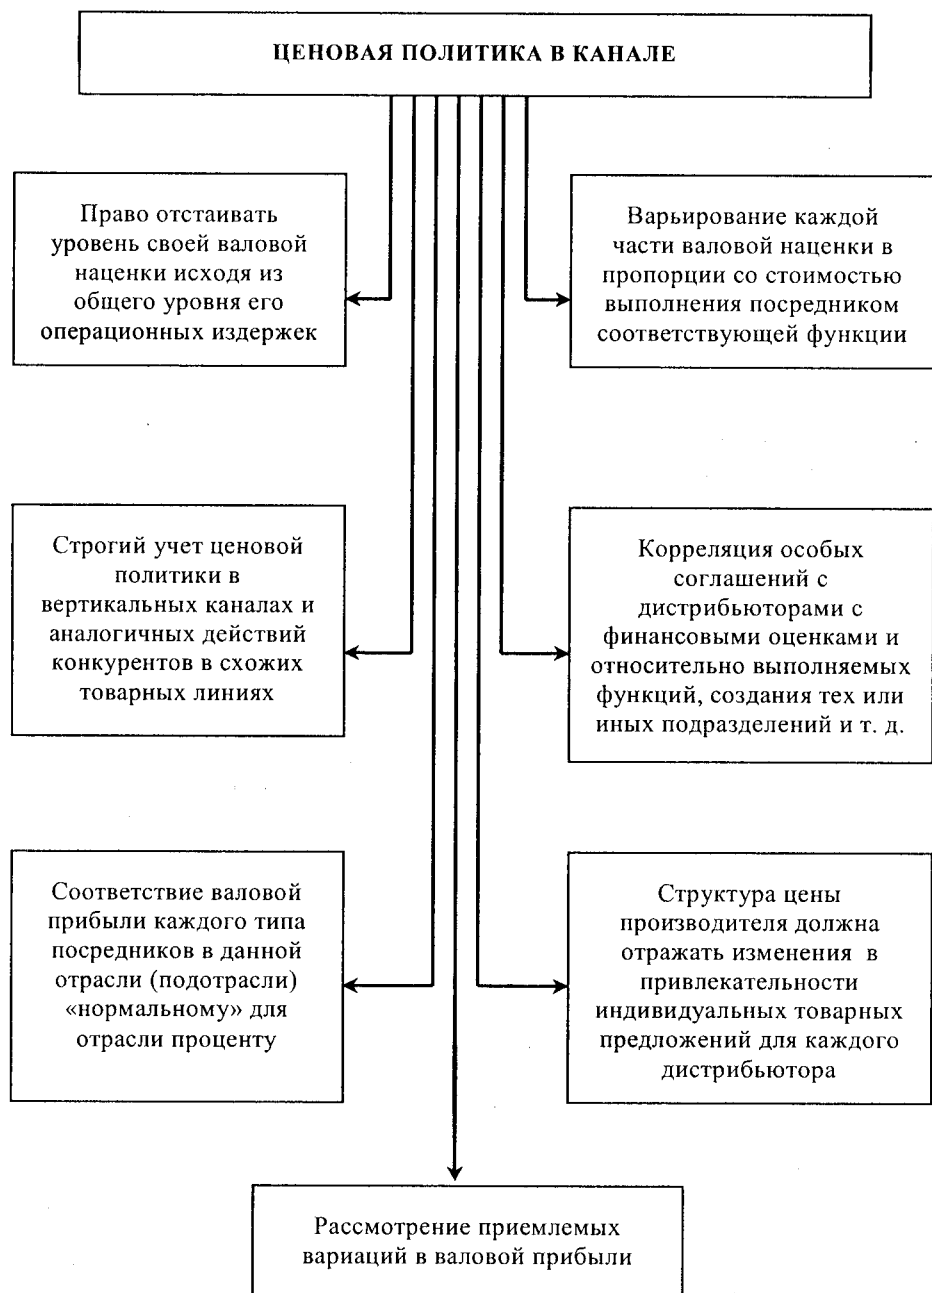 ЦЕНОВАЯ ПОЛИТИКА В КАНАЛЕ
Право отстаивать
уровень своей валовой
наценки исходя из
общего уровня его
операционных издержек
Варьирование каждой
части валовой наценки в
пропорции со стоимостью
выполнения посредником
соответствующей функции
Строгий учет ценовой
политики в
вертикальных каналах и
аналогичных действий
конкурентов в схожих
товарных линиях
Корреляция особых
соглашений с
дистрибьюторами с
финансовыми оценками и
относительно выполняемых
функций, создания тех или
иных подразделений и т. д.
Соответствие валовой
прибыли каждого типа
посредников в данной
отрасли (подотрасли)
«нормальному» для
отрасли проценту
Структура цены
производителя должна
отражать изменения в
привлекательности
индивидуальных товарных
предложений для каждого
дистрибьютора
Рассмотрение приемлемых
вариаций в валовой прибыли